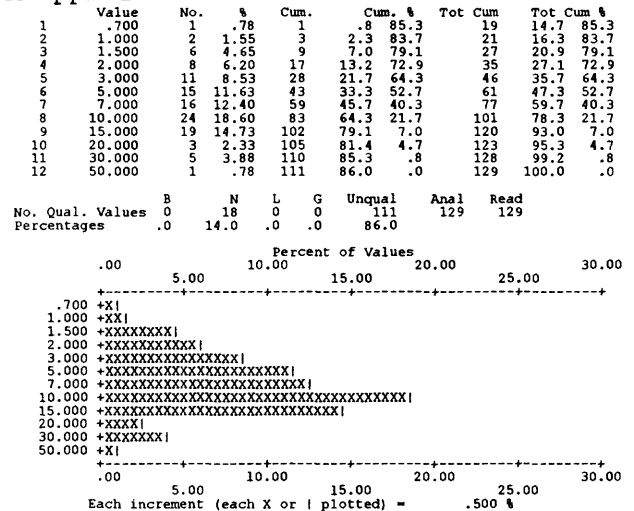 Value No. % Cum. Cum. % Tot Cum Tot Cum %
1 .700 1 .78 1 .8 85.3 19 14.7 85.3
2 1.000 2 1.55 3 2.3 83.7 21 16.3 83.7
3 1.500 6 4.65 9 7.0 79.1 27 20.9 79.1
4 2.000 8 6.20 17 13.2 72.9 35 27.1 72.9
5 3.000 11 8.53 28 21.7 64.3 46 35.7 64.3
6 5.000 15 11.63 43 33.3 52.7 61 47.3 52.7
7 7.000 16 12.40 59 45.7 40.3 77 59.7 40.3
8 10.000 24 18.60 83 64.3 21.7 101 78.3 21.7
9 15.000 19 14.73 102 79.1 7.0 120 93.0 7.0
10 20.000 3 2.33 105 81.4 4.7 123 95.3 4.7
11 30.000 5 3.88 110 85.3 .8 128 99.2 .8
12 50.000 1 .78 111 86.0 .0 129 100.0 .0
B N L G Unqual Anal Read
No. Qual. Values 0 18 0 0 111 129 129
Percentages .0 14.0 .0 .0 86.0
Percent of Values
.00 10.00 20.00 30.00
5.00 15.00 25.00
+---------+---------+---------+---------+---------+---------+
.700 +X|
1.000 +XX|
1.500 +XXXXXXXX|
2.000 +XXXXXXXXXXX|
3.000 +XXXXXXXXXXXXXXXX|
5.000 +XXXXXXXXXXXXXXXXXXXXXX|
7.000 +XXXXXXXXXXXXXXXXXXXXXXXX|
10.000 +XXXXXXXXXXXXXXXXXXXXXXXXXXXXXXXXXXXX|
15.000 +XXXXXXXXXXXXXXXXXXXXXXXXXXXX|
20.000 +XXXX|
30.000 +XXXXXXX|
50.000 +X|
+---------+---------+---------+---------+---------+---------+
.00 10.00 20.00 30.00
5.00 15.00 25.00
Each increment (each X or | plotted) = .500 %